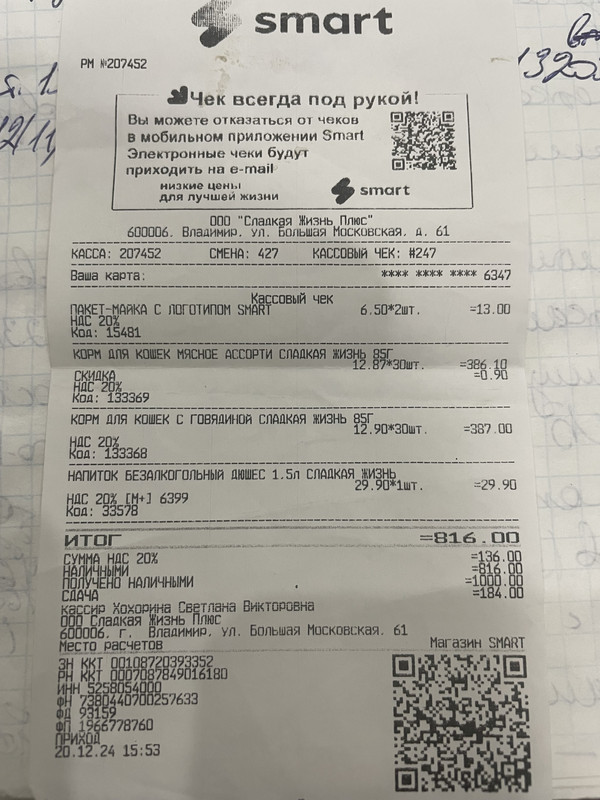 smart
РМ №207452
Чек всегда под рукой!
Вы можете отказаться от чеков
в мобильном приложении Smart
Электронные чеки будут
приходить на e-mail
низкие цены
для лучшей жизни
smart
ООО "Сладкая Жизнь Плюс"
600006. Владимир, ул. Большая Московская, д. 61
КАССА: 207452 СМЕНА: 427 КАССОВЫЙ ЧЕК: #247
Ваша карта: **** **** **** 6347
Кассовый чек
ПАКЕТ-МАЙКА С ЛОГОТИПОМ SMART 6.50*2шт. =13.00
НДС 20%
Код: 15481
КОРМ ДЛЯ КОШЕК МЯСНОЕ АССОРТИ СЛАДКАЯ ЖИЗНЬ 85Г
12.87*30шт. =386.10
СКИДКА =0.90
НДС 20%
Код: 133369
КОРМ ДЛЯ КОШЕК С ГОВЯДИНОЙ СЛАДКАЯ ЖИЗНЬ 85Г
12.90*30шт. =387.00
НДС 20%
Код: 133368
НАПИТОК БЕЗАЛКОГОЛЬНЫЙ ДЮШЕС 1,5л СЛАДКАЯ ЖИЗНЬ
29.90*1шт. =29.90
НДС 20% [М+] 6399
Код: 33578
ИТОГ =816.00
СУММА НДС 20% =136.00
НАЛИЧНЫМИ =816.00
ПОЛУЧЕНО НАЛИЧНЫМИ =1000.00
СДАЧА =184.00
кассир Хохорина Светлана Викторовна
ООО Сладкая Жизнь Плюс
600006, г. Владимир, ул. Большая Московская, 61
Место расчетов Магазин SMART
ЗН ККТ 00108720393352
РН ККТ 0007087849016180
ИНН 5258054000
ФН 7380440700257633
ФД 93159
ФП 1966778760
ПРИХОД
20.12.24 15:53